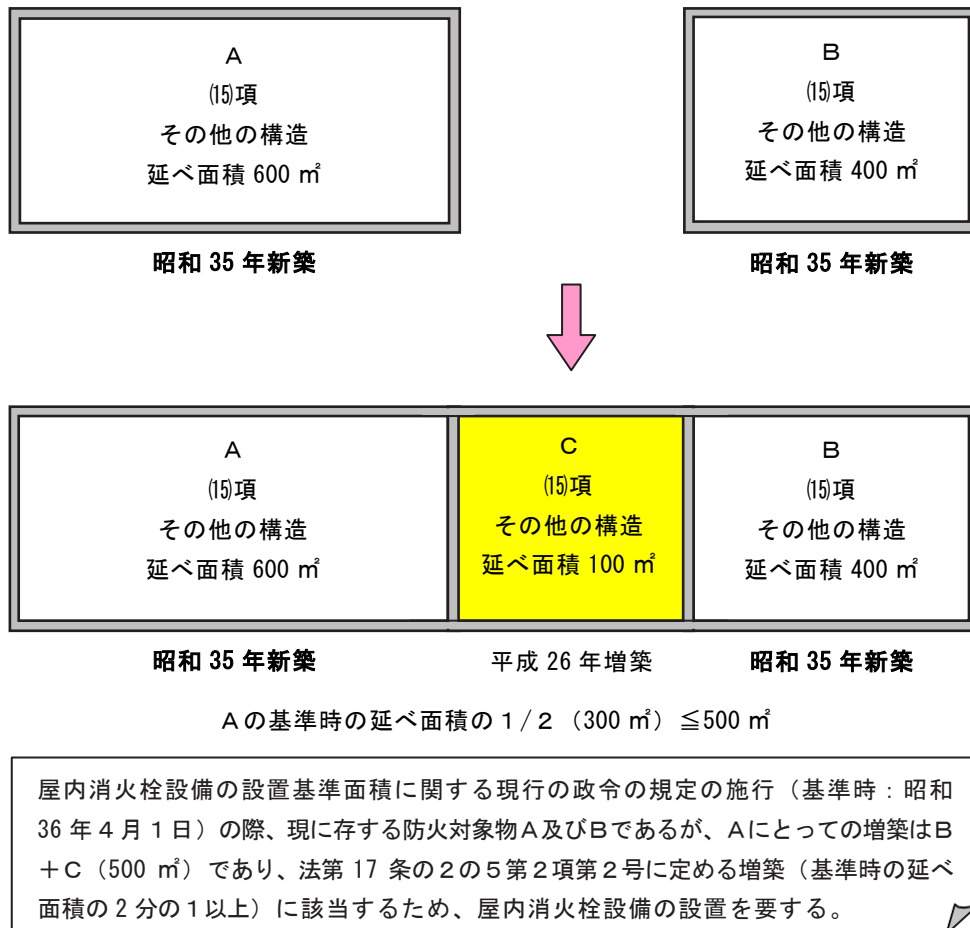 A
⒂項
その他の構造
延べ面積 600 ㎡
B
⒂項
その他の構造
延べ面積 400 ㎡
昭和 35 年新築
昭和 35 年新築
A
⒂項
その他の構造
延べ面積 600 ㎡
C
⒂項
その他の構造
延べ面積 100 ㎡
B
⒂項
その他の構造
延べ面積 400 ㎡
昭和 35 年新築
平成 26 年増築
昭和 35 年新築
Aの基準時の延べ面積の1/2(300 ㎡)≦500 ㎡
屋内消火栓設備の設置基準面積に関する現行の政令の規定の施行(基準時:昭和
36 年4月1日)の際、現に存する防火対象物A及びBであるが、Aにとっての増築はB
+C(500 ㎡)であり、法第 17 条の2の5第2項第2号に定める増築(基準時の延べ
面積の2分の1以上)に該当するため、屋内消火栓設備の設置を要する。